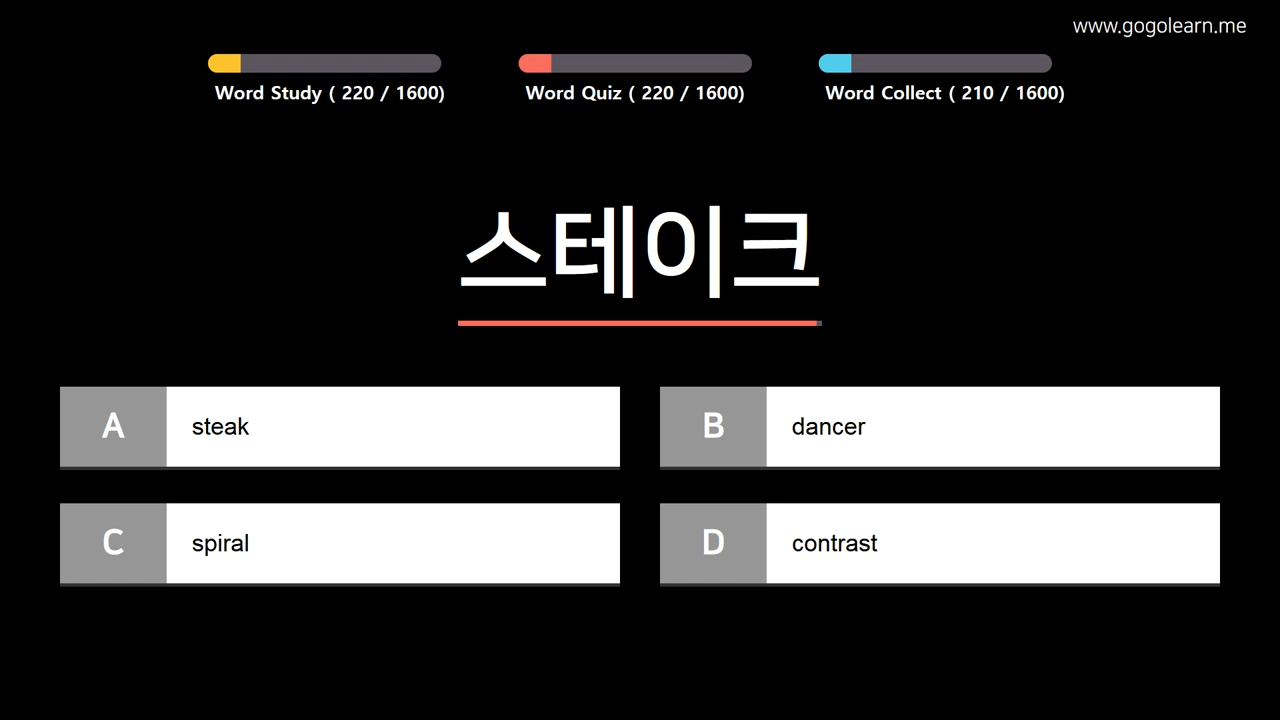 www.gogolearn.me
Word Study ( 220 / 1600)
Word Quiz ( 220 / 1600)
Word Collect ( 210 / 1600)
스테이크
A steak
B dancer
C spiral
D contrast